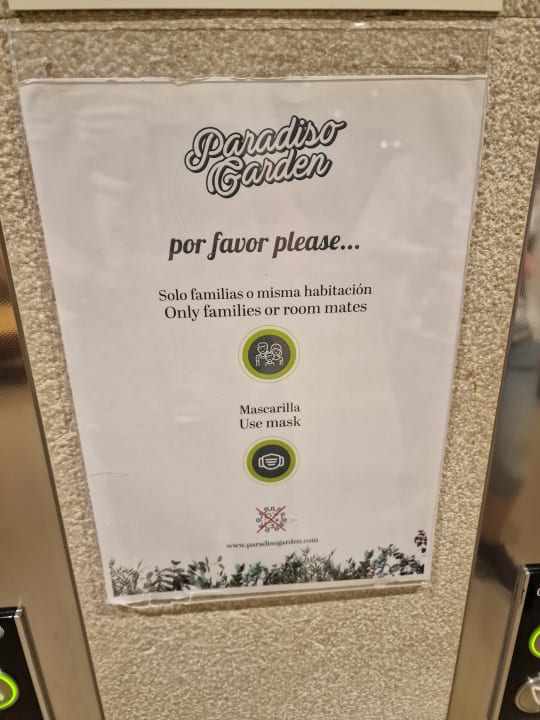 Paradiso
Garden
por favor please...
Solo familias o misma habitación
Only families or room mates
Mascarilla
Use mask
www.paradisogarden.com